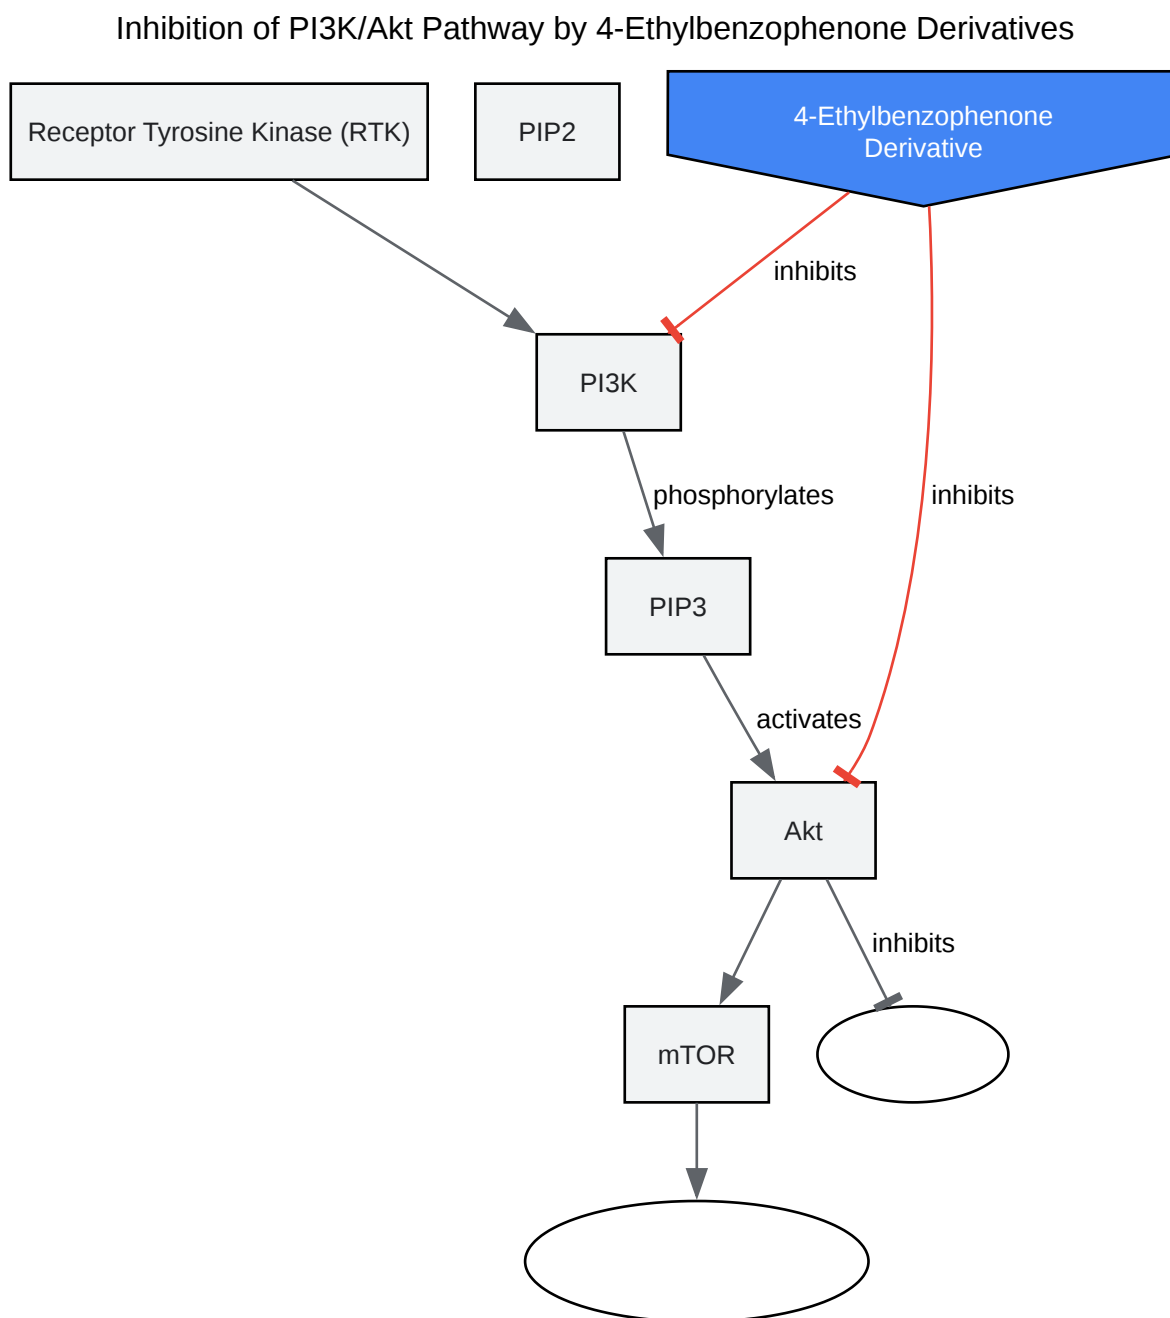 Inhibition of PI3K/Akt Pathway by 4-Ethylbenzophenone Derivatives
Receptor Tyrosine Kinase (RTK)
PIP2
4-Ethylbenzophenone
Derivative
inhibits
PI3K
phosphorylates
inhibits
PIP3
activates
Akt
inhibits
mTOR